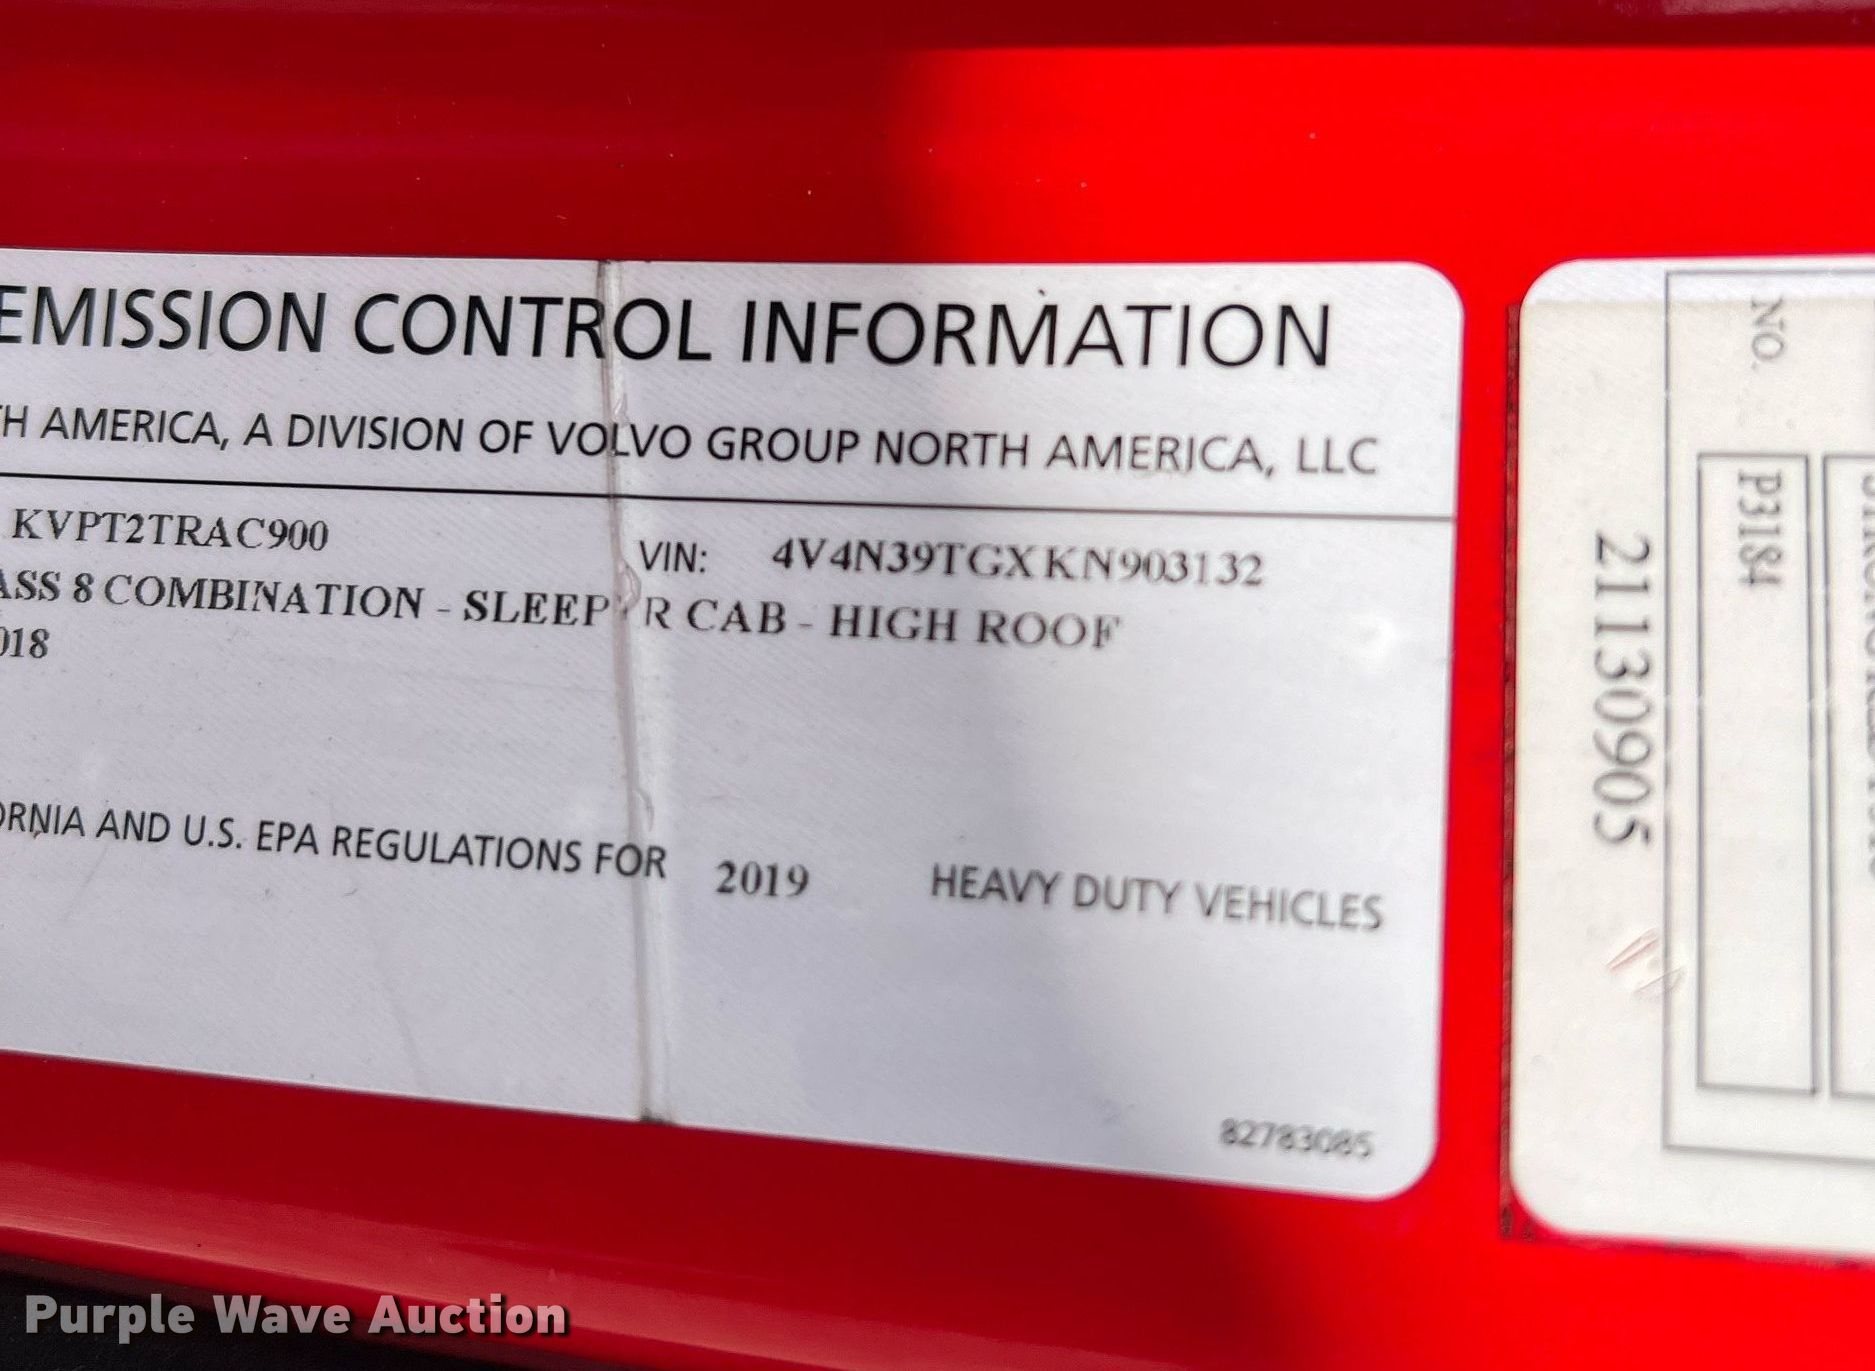 EMISSION CONTROL INFORMATION
H AMERICA, A DIVISION OF VOLVO GROUP NORTH AMERICA, LLC
KVPT2TRAC900
VIN: 4V4N39TGXKN903132
ASS 8 COMBINATION - SLEEPER CAB - HIGH ROOF
018
ORNIA AND U.S. EPA REGULATIONS FOR 2019 HEAVY DUTY VEHICLES
82783085
NO.
P3184
21130905
Purple Wave Auction